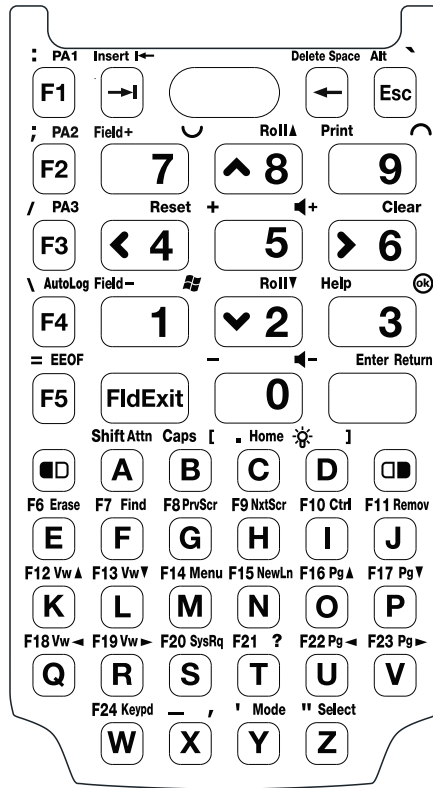 : PA1 Insert Delete Space Alt `
F1 Esc
; PA2 Field+ Roll▲ Print
F2 7 8 9
/ PA3 Reset + + Clear
F3 4 5 6
\ AutoLog Field– Roll▼ Help ok
F4 1 2 3
= EEOF – – Enter Return
F5 FldExit 0
Shift Attn Caps [ . Home ]
A B C D
F6 Erase F7 Find F8 PrvScr F9 NxtScr F10 Ctrl F11 Remov
E F G H I J
F12 Vw▲ F13 Vw▼ F14 Menu F15 NewLn F16 Pg▲ F17 Pg▼
K L M N O P
F18 Vw◄ F19 Vw► F20 SysRq F21 ? F22 Pg◄ F23 Pg►
Q R S T U V
F24 Keypd _ , ' Mode " Select
W X Y Z